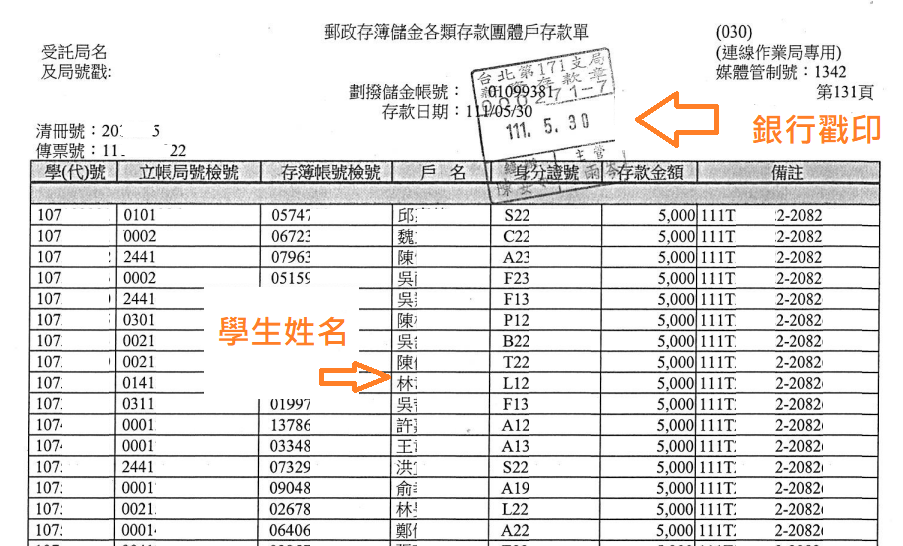 郵政存簿儲金各類存款團體戶存款單
(030)
受託局名
(連線作業局專用)
及局號戳:
媒體管制號：1342
劃撥儲金帳號：01099381
第131頁
存款日期：111/05/30
台北第171支局
111. 5. 30
銀行戳印
清冊號：20 5
傳票號：11 22
學(代)號 立帳局號檢號 存簿帳號檢號 戶 名 身分證號 存款金額 備註
107 0101 05747 邱 S22 5,000 111T 2-2082
107 0002 06723 魏 C22 5,000 111T 2-2082
107 2441 07963 陳 A23 5,000 111T 2-2082
107 0002 05159 吳 F23 5,000 111T 2-2082
107 2441 吳 F13 5,000 111T 2-2082
107 0301 陳 P12 5,000 111T 2-2082
107 0021 吳 B22 5,000 111T 2-2082
107 0021 陳 T22 5,000 111T 2-2082
107 0141 林 L12 5,000 111T 2-2082
學生姓名
107 0311 01997 吳 F13 5,000 111T 2-2082
107 0001 13786 許 A12 5,000 111T 2-2082
107 0001 03348 王 A13 5,000 111T 2-2082
107 2441 07329 洪 S22 5,000 111T 2-2082
107 0001 09048 俞 A19 5,000 111T 2-2082
107 0021 02678 林 L22 5,000 111T 2-2082
107 0001 06406 鄭 A22 5,000 111T 2-2082